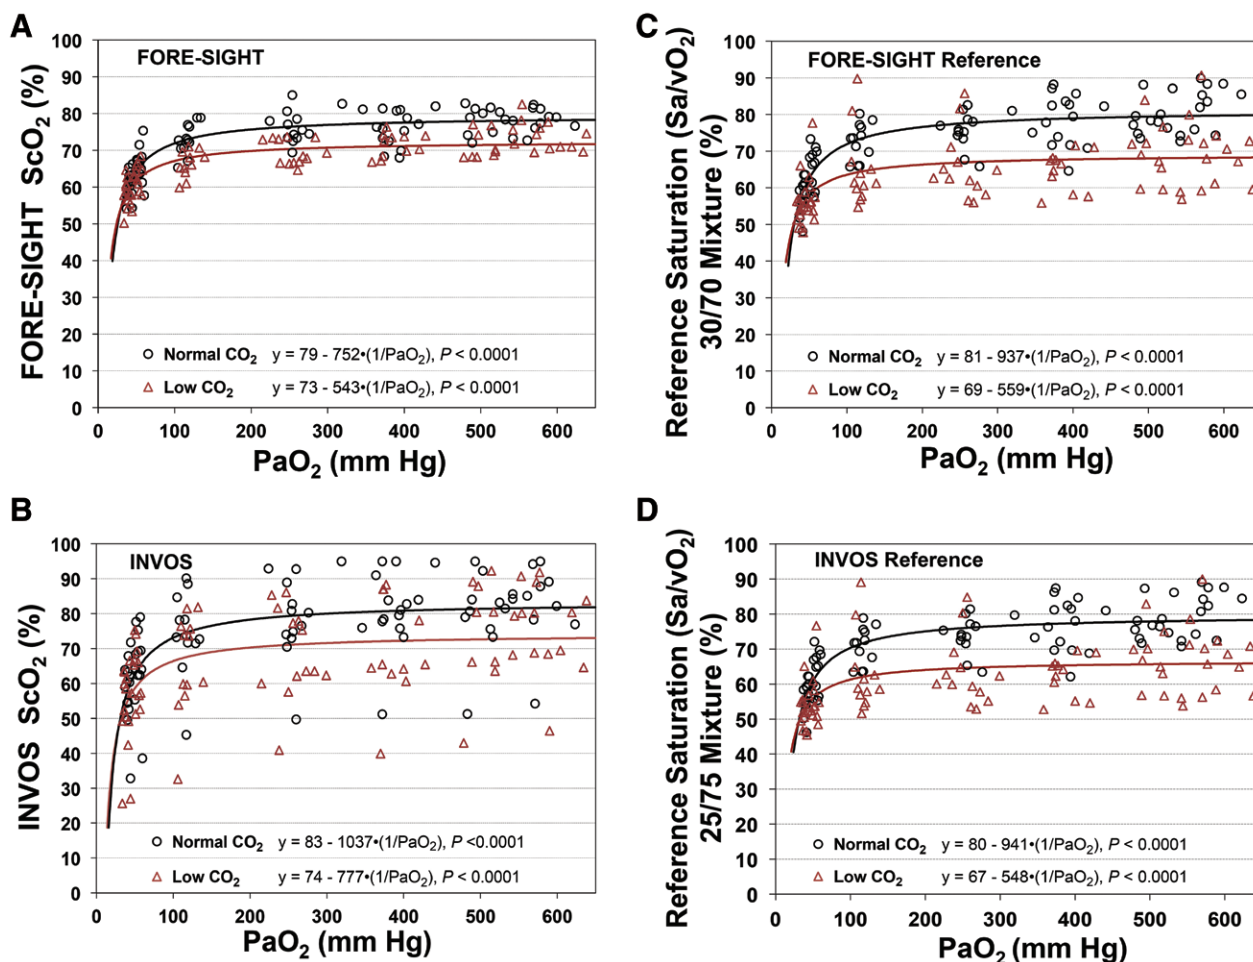 A
FORE-SIGHT
FORE-SIGHT ScO2 (%)
100
90
80
70
60
50
40
30
20
10
0
Normal CO2 y = 79 - 752•(1/PaO2), P < 0.0001
Low CO2 y = 73 - 543•(1/PaO2), P < 0.0001
0 100 200 300 400 500 600
PaO2 (mm Hg)
C
FORE-SIGHT Reference
Reference Saturation (Sa/vO2)
30/70 Mixture (%)
100
90
80
70
60
50
40
30
20
10
0
Normal CO2 y = 81 - 937•(1/PaO2), P < 0.0001
Low CO2 y = 69 - 559•(1/PaO2), P < 0.0001
0 100 200 300 400 500 600
PaO2 (mm Hg)
B
INVOS
INVOS ScO2 (%)
100
90
80
70
60
50
40
30
20
10
0
Normal CO2 y = 83 - 1037•(1/PaO2), P <0.0001
Low CO2 y = 74 - 777•(1/PaO2), P < 0.0001
0 100 200 300 400 500 600
PaO2 (mm Hg)
D
INVOS Reference
Reference Saturation (Sa/vO2)
25/75 Mixture (%)
100
90
80
70
60
50
40
30
20
10
0
Normal CO2 y = 80 - 941•(1/PaO2), P < 0.0001
Low CO2 y = 67 - 548•(1/PaO2), P < 0.0001
0 100 200 300 400 500 600
PaO2 (mm Hg)